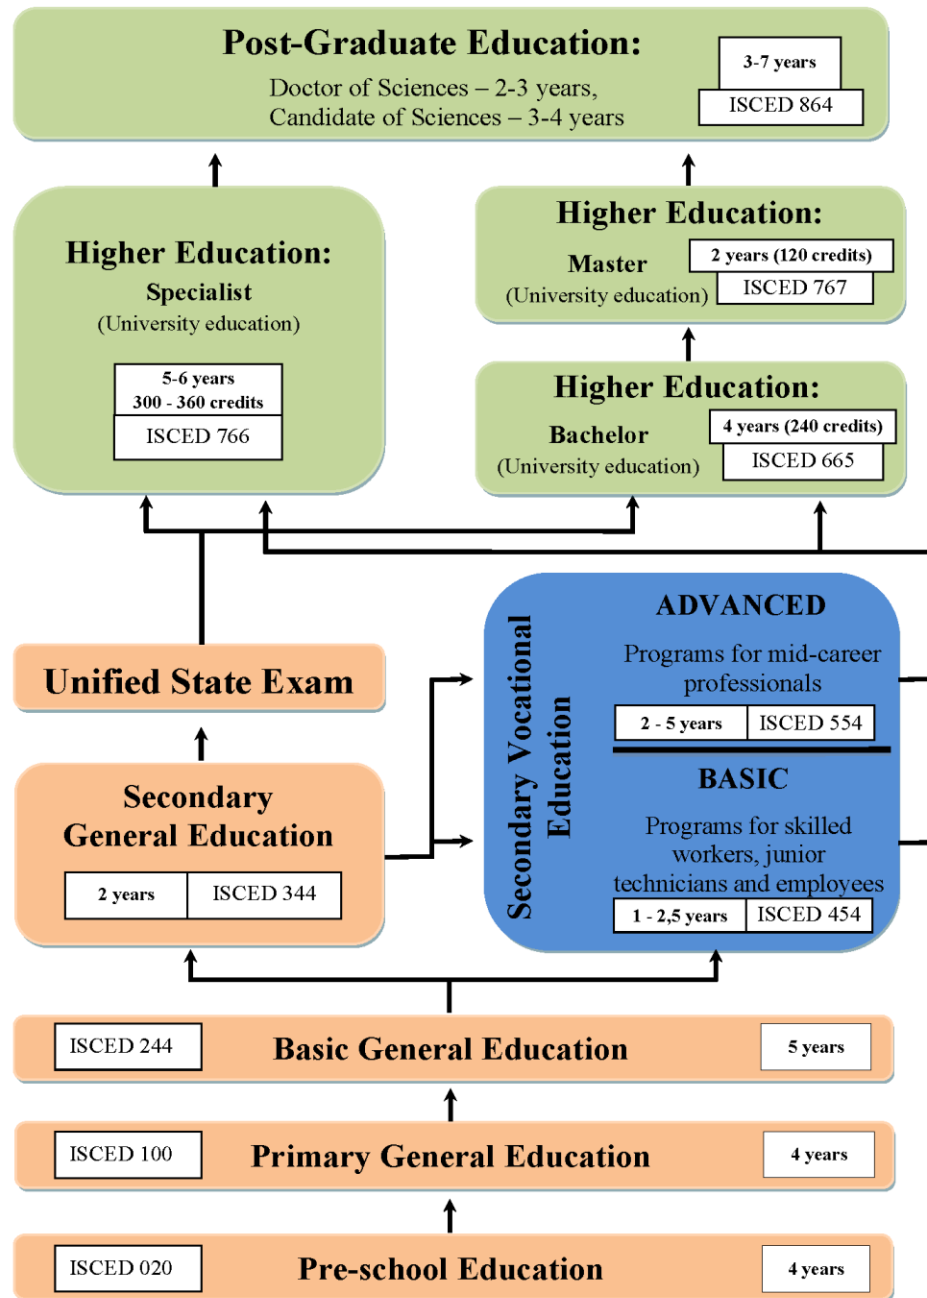 Post-Graduate Education:
Doctor of Sciences – 2-3 years,
Candidate of Sciences – 3-4 years
3-7 years
ISCED 864
Higher Education:
Specialist
(University education)
5-6 years
300 - 360 credits
ISCED 766
Higher Education:
Master
(University education)
2 years (120 credits)
ISCED 767
Higher Education:
Bachelor
(University education)
4 years (240 credits)
ISCED 665
Unified State Exam
Secondary
General Education
2 years
ISCED 344
Secondary Vocational
Education
ADVANCED
Programs for mid-career
professionals
2 - 5 years
ISCED 554
BASIC
Programs for skilled
workers, junior
technicians and employees
1 - 2,5 years
ISCED 454
ISCED 244
Basic General Education
5 years
ISCED 100
Primary General Education
4 years
ISCED 020
Pre-school Education
4 years